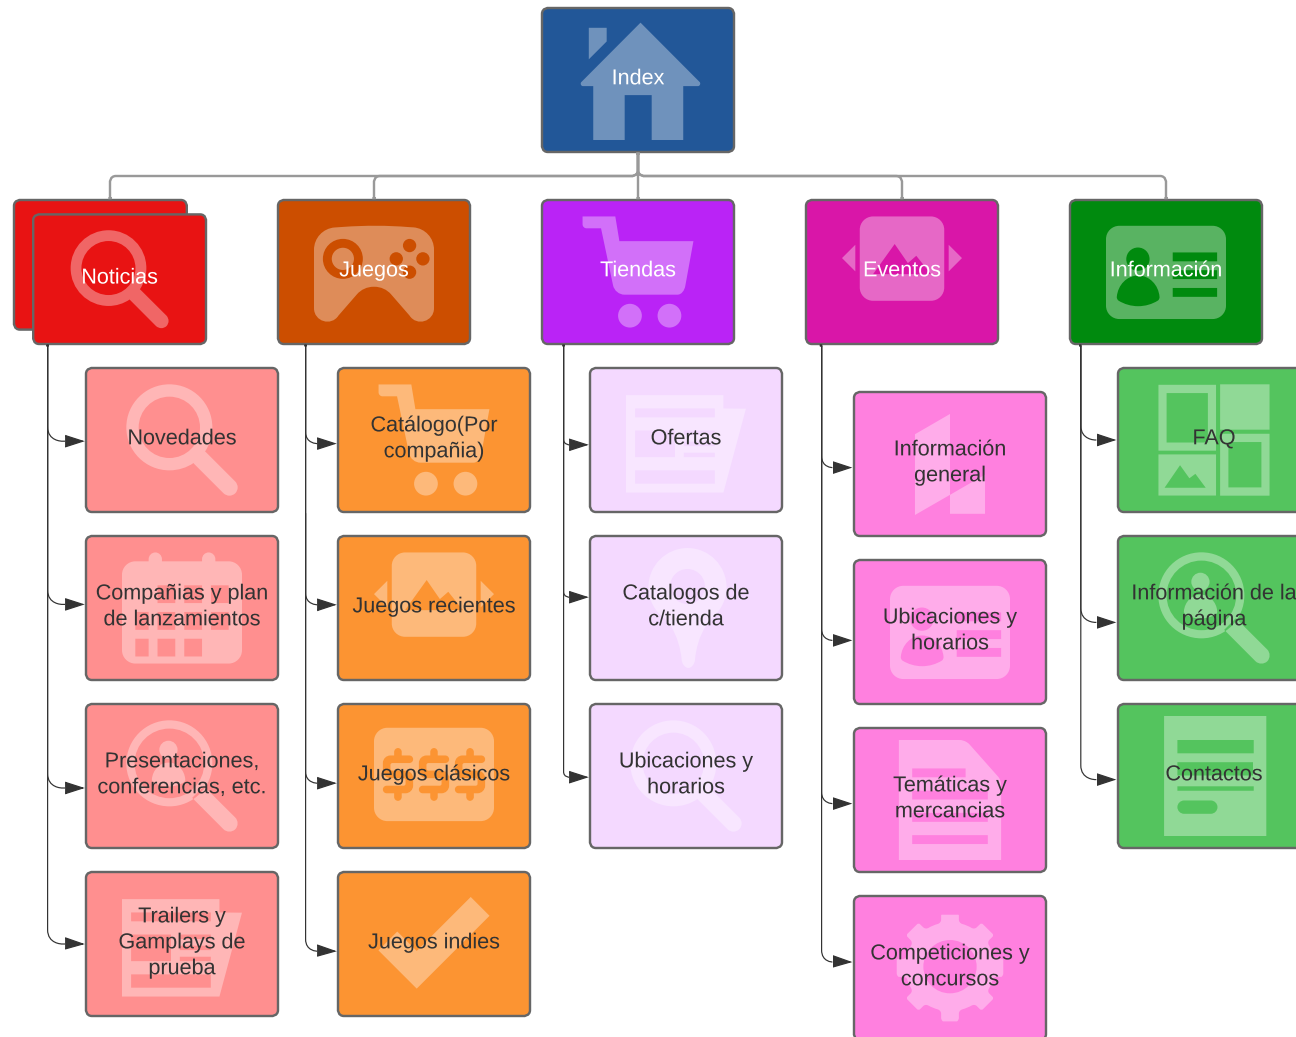 Index
Noticias
Juegos
Tiendas
Eventos
Información
Novedades
Compañias y plan
de lanzamientos
Presentaciones,
conferencias, etc.
Trailers y
Gamplays de
prueba
Catálogo(Por
compañia)
Juegos recientes
Juegos clásicos
Juegos indies
Ofertas
Catalogos de
c/tienda
Ubicaciones y
horarios
Información
general
Ubicaciones y
horarios
Temáticas y
mercancias
Competiciones y
concursos
FAQ
Información de la
página
Contactos